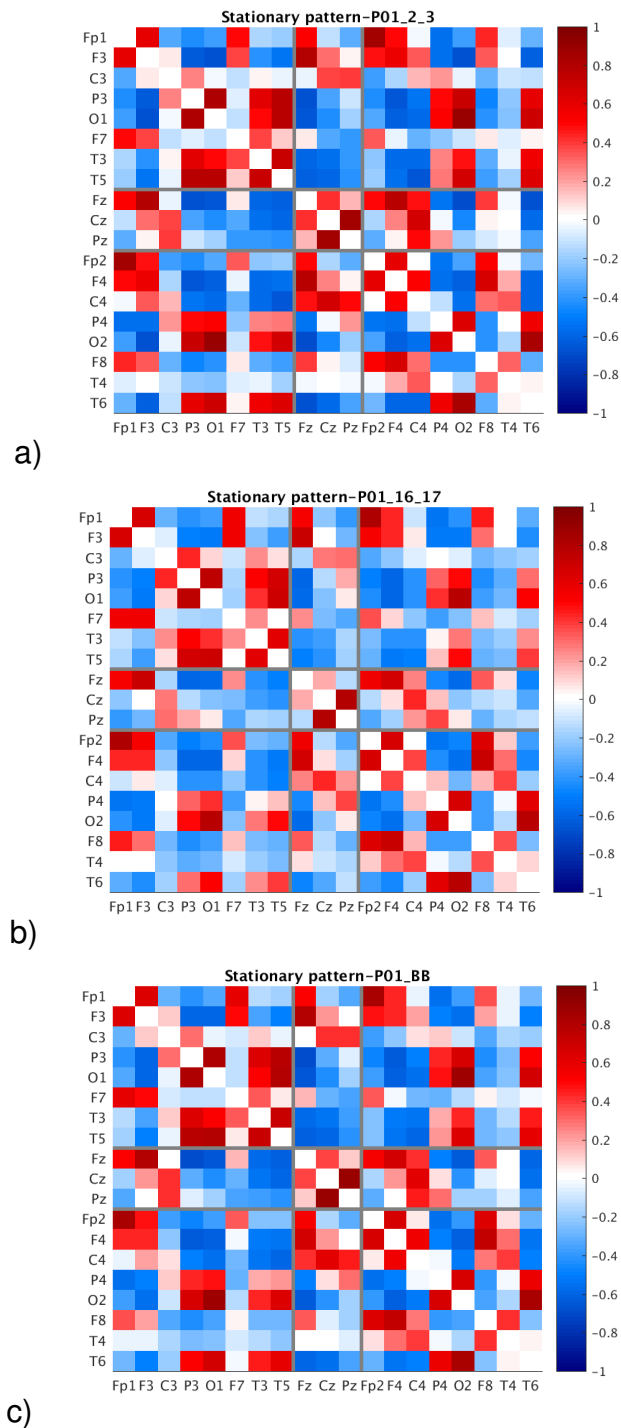 Stationary pattern-P01_2_3
Fp1
F3
C3
P3
O1
F7
T3
T5
Fz
Cz
Pz
Fp2
F4
C4
P4
O2
F8
T4
T6
Fp1 F3 C3 P3 O1 F7 T3 T5 Fz Cz Pz Fp2 F4 C4 P4 O2 F8 T4 T6
1
0.8
0.6
0.4
0.2
0
-0.2
-0.4
-0.6
-0.8
-1
a)
Stationary pattern-P01_16_17
Fp1
F3
C3
P3
O1
F7
T3
T5
Fz
Cz
Pz
Fp2
F4
C4
P4
O2
F8
T4
T6
Fp1 F3 C3 P3 O1 F7 T3 T5 Fz Cz Pz Fp2 F4 C4 P4 O2 F8 T4 T6
1
0.8
0.6
0.4
0.2
0
-0.2
-0.4
-0.6
-0.8
-1
b)
Stationary pattern-P01_BB
Fp1
F3
C3
P3
O1
F7
T3
T5
Fz
Cz
Pz
Fp2
F4
C4
P4
O2
F8
T4
T6
Fp1 F3 C3 P3 O1 F7 T3 T5 Fz Cz Pz Fp2 F4 C4 P4 O2 F8 T4 T6
1
0.8
0.6
0.4
0.2
0
-0.2
-0.4
-0.6
-0.8
-1
c)